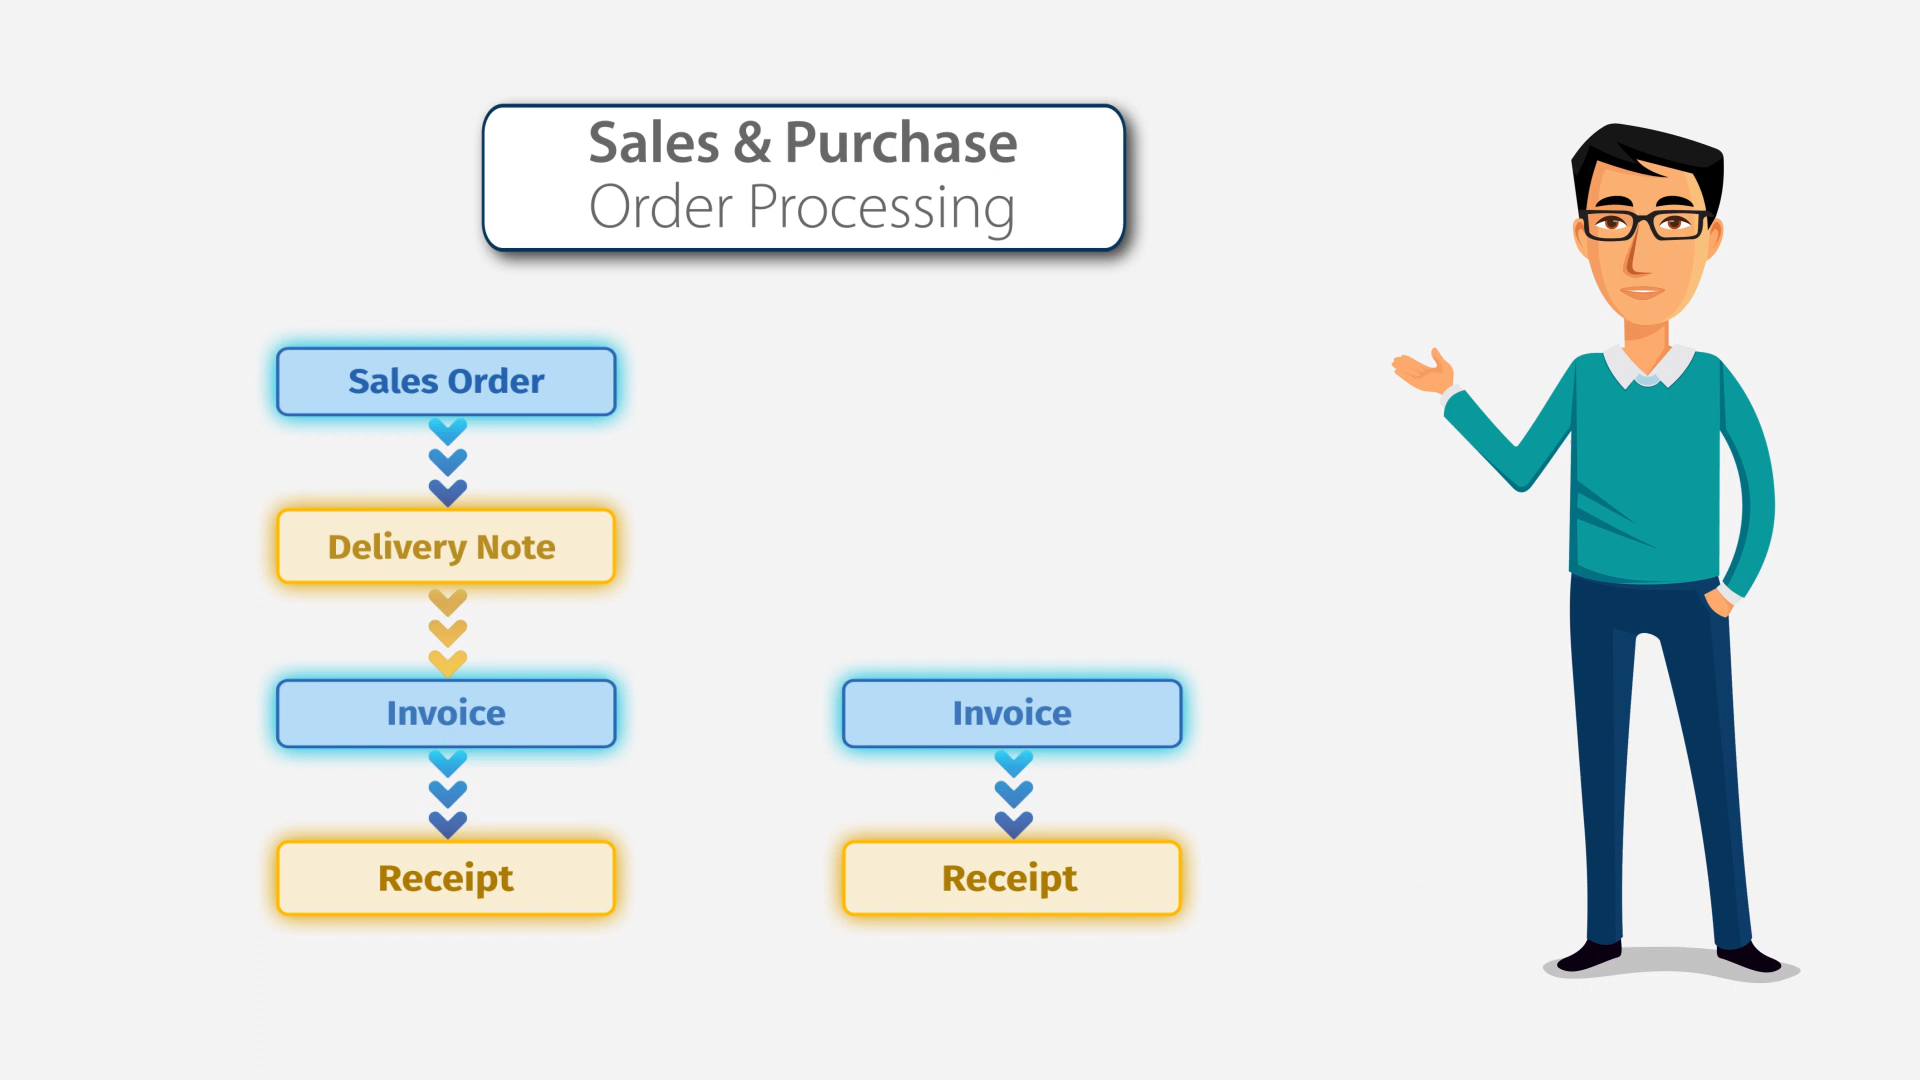 Sales & Purchase
Order Processing
Sales Order
Delivery Note
Invoice
Receipt
Invoice
Receipt